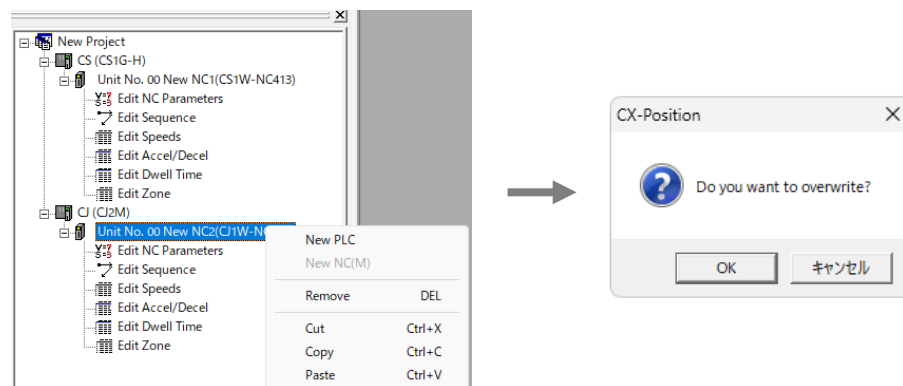 New Project
CS (CS1G-H)
Unit No. 00 New NC1(CS1W-NC413)
Edit NC Parameters
Edit Sequence
Edit Speeds
Edit Accel/Decel
Edit Dwell Time
Edit Zone
CJ (CJ2M)
Unit No. 00 New NC2(CJ1W-N
Edit NC Parameters
Edit Sequence
Edit Speeds
Edit Accel/Decel
Edit Dwell Time
Edit Zone
New PLC
New NC(M)
Remove DEL
Cut Ctrl+X
Copy Ctrl+C
Paste Ctrl+V
CX-Position
Do you want to overwrite?
OK キャンセル